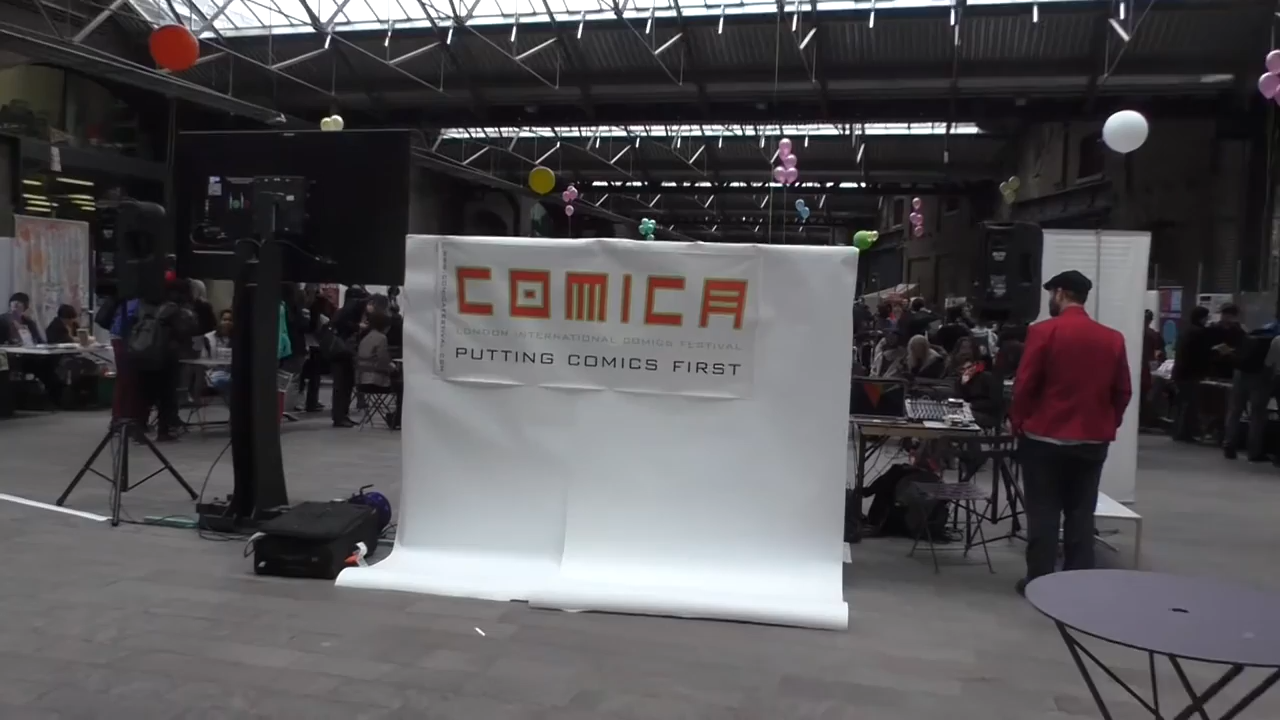 COMICA
LONDON INTERNATIONAL COMICS FESTIVAL
PUTTING COMICS FIRST